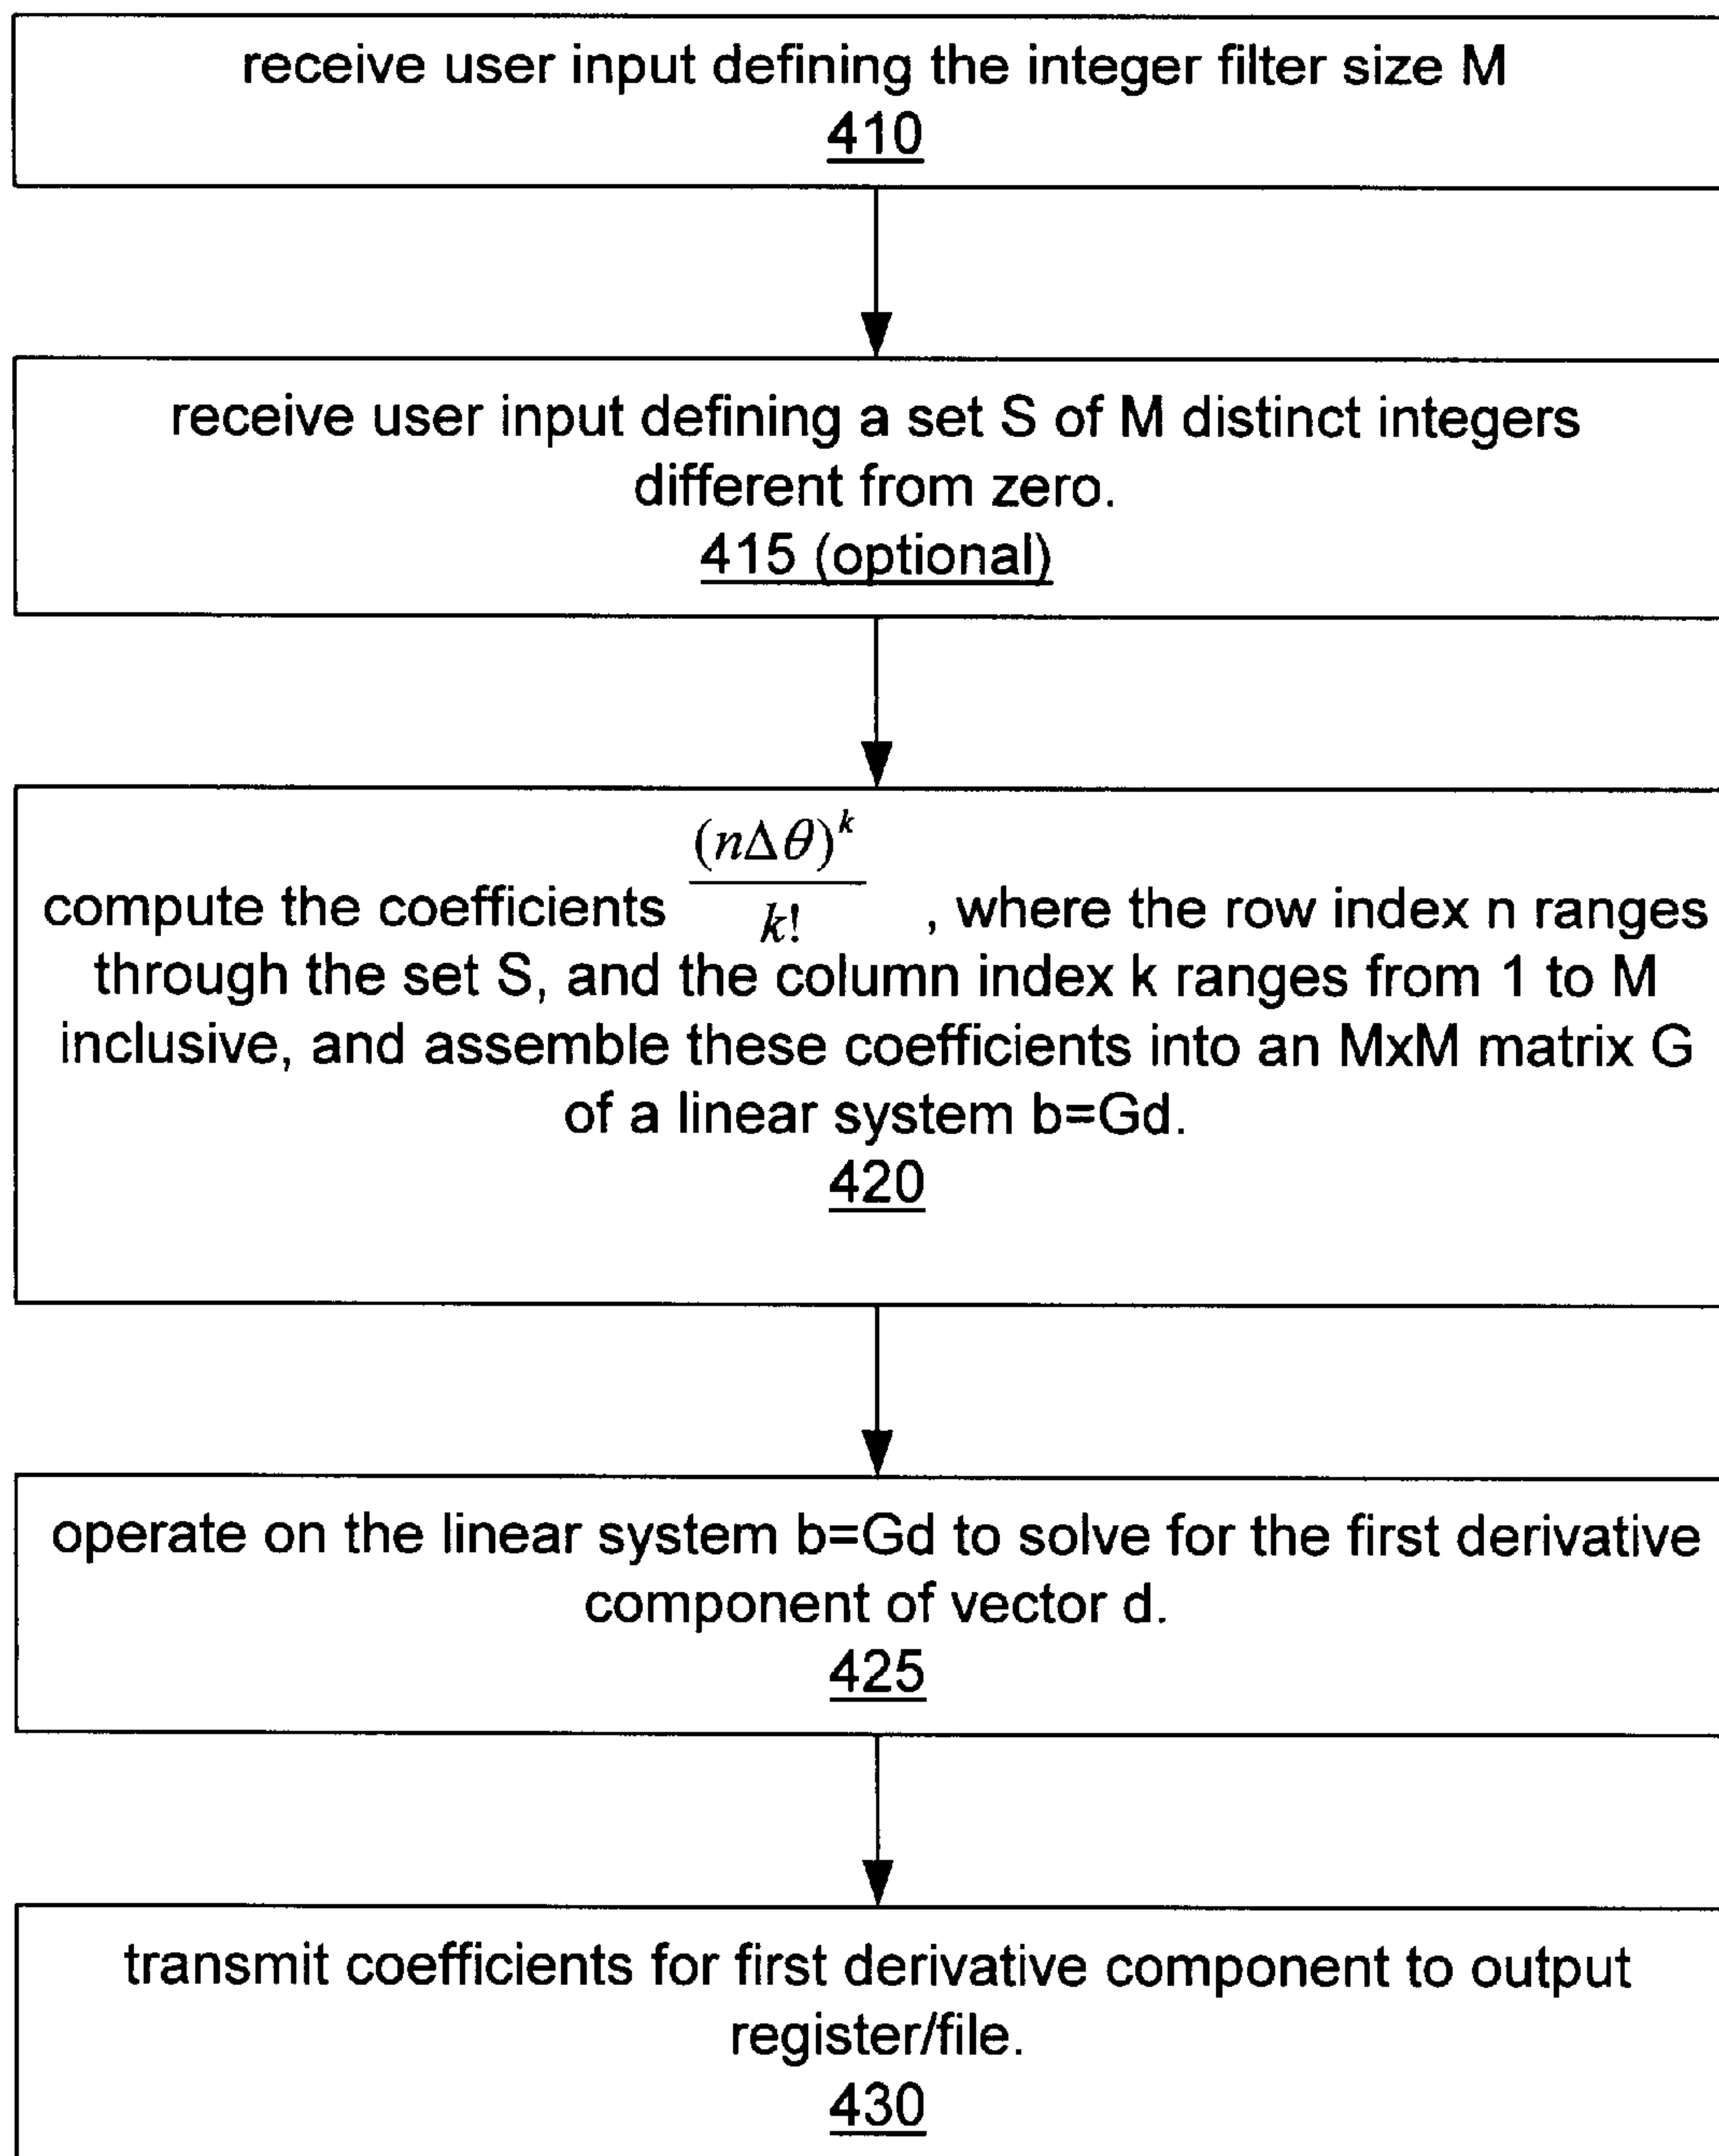 receive user input defining the integer filter size M
410
receive user input defining a set S of M distinct integers
different from zero.
415 (optional)
compute the coefficients (nΔθ)^k / k! , where the row index n ranges
through the set S, and the column index k ranges from 1 to M
inclusive, and assemble these coefficients into an MxM matrix G
of a linear system b=Gd.
420
operate on the linear system b=Gd to solve for the first derivative
component of vector d.
425
transmit coefficients for first derivative component to output
register/file.
430